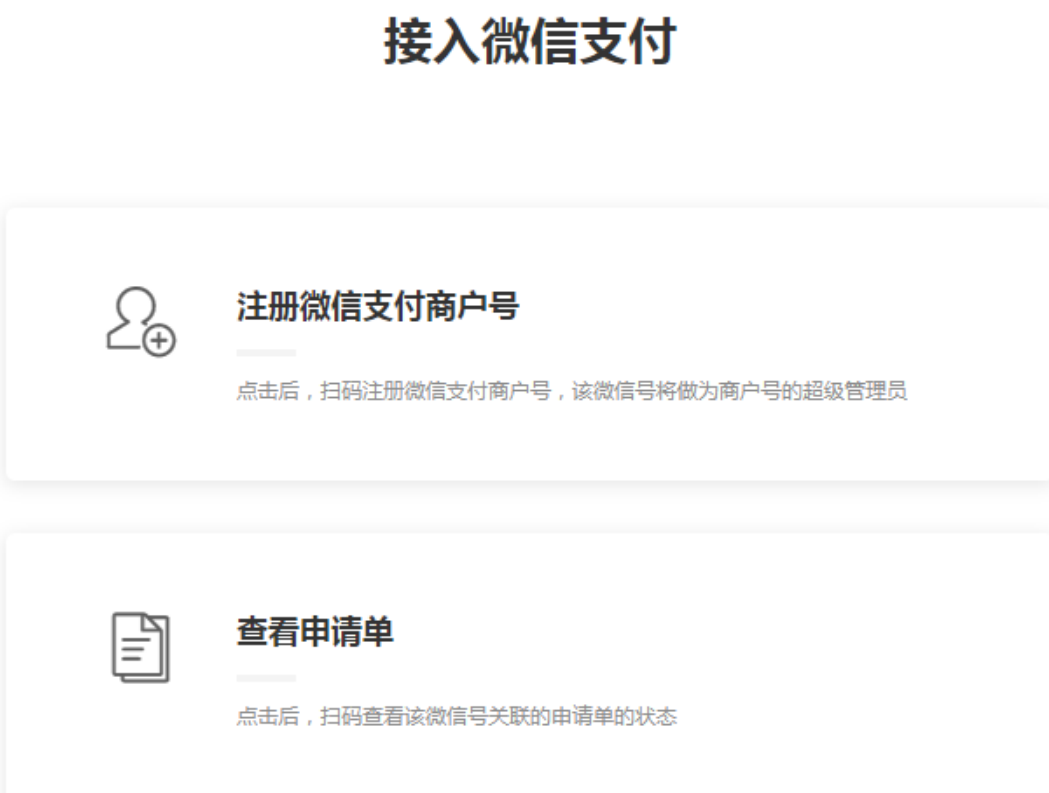 接入微信支付
注册微信支付商户号
点击后，扫码注册微信支付商户号，该微信号将做为商户号的超级管理员
查看申请单
点击后，扫码查看该微信号关联的申请单的状态